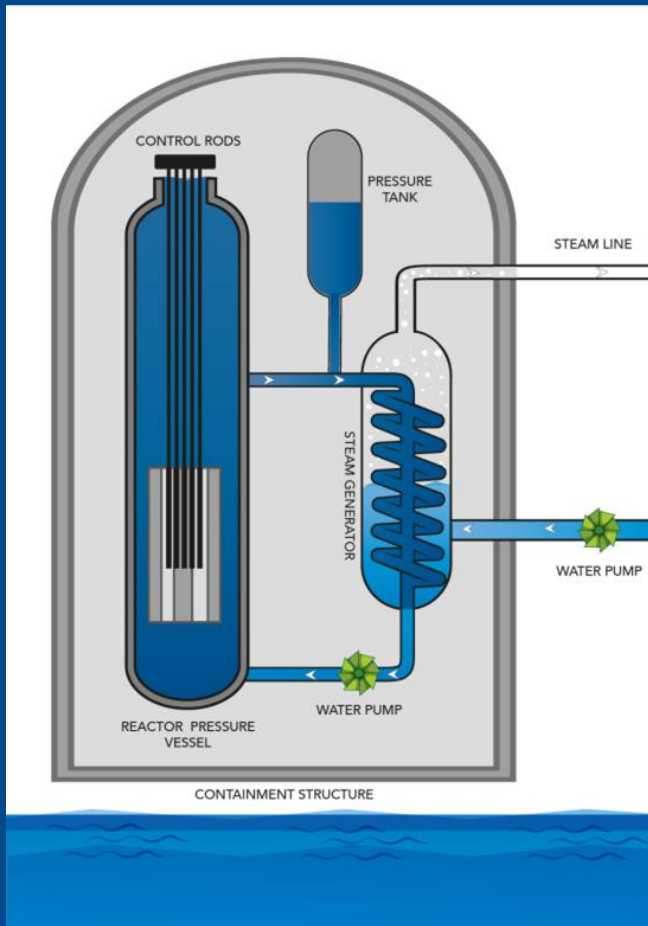 CONTROL RODS
PRESSURE
TANK
STEAM LINE
STEAM GENERATOR
WATER PUMP
WATER PUMP
REACTOR PRESSURE
VESSEL
CONTAINMENT STRUCTURE